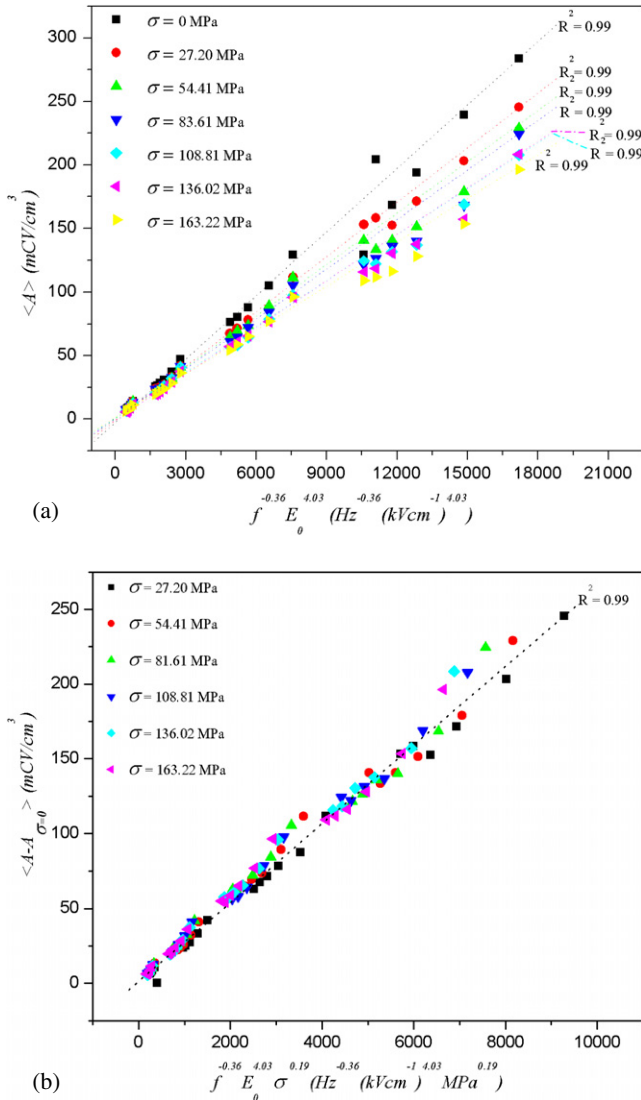 300
250
200
150
100
50
0
<A> (mCV/cm³)
σ = 0 MPa
σ = 27.20 MPa
σ = 54.41 MPa
σ = 83.61 MPa
σ = 108.81 MPa
σ = 136.02 MPa
σ = 163.22 MPa
R² = 0.99
R² = 0.99
R² = 0.99
R² = 0.99
R² = 0.99
R² = 0.99
R² = 0.99
0 3000 6000 9000 12000 15000 18000 21000
(a)
f^-0.36 E₀^4.03 (Hz^-0.36 (kVcm^-1)^4.03)
250
200
150
100
50
0
<A-A_σ=0> (mCV/cm³)
σ = 27.20 MPa
σ = 54.41 MPa
σ = 81.61 MPa
σ = 108.81 MPa
σ = 136.02 MPa
σ = 163.22 MPa
R² = 0.99
0 2000 4000 6000 8000 10000
(b)
f^-0.36 E₀^4.03 σ^0.19 (Hz^-0.36 (kVcm^-1)^4.03 MPa^0.19)